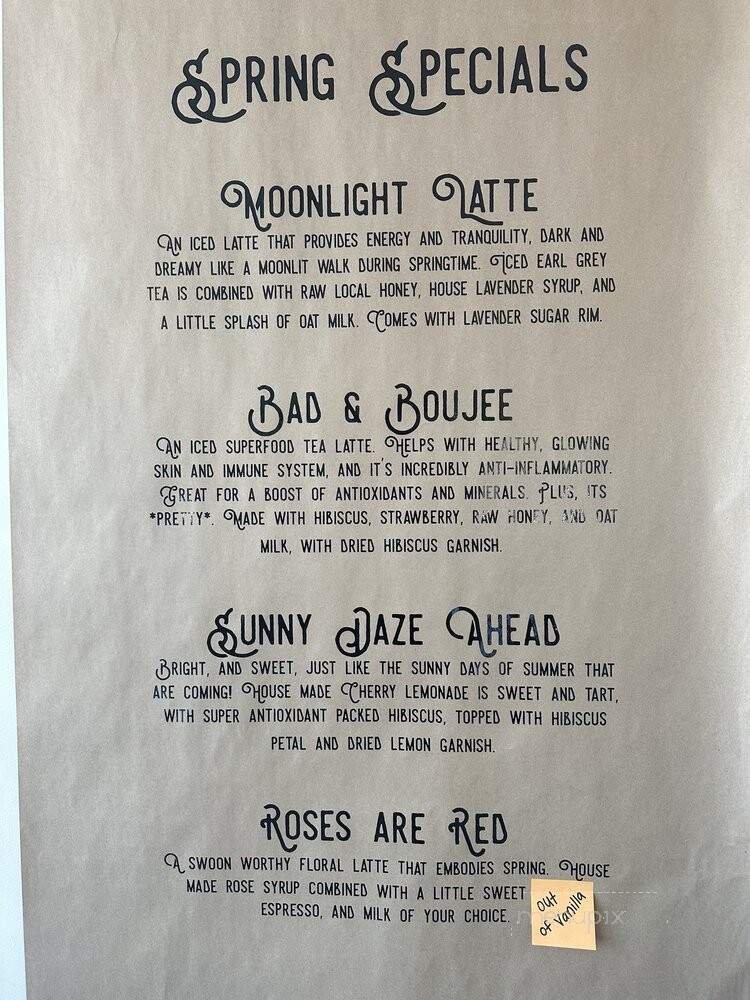 Spring Specials
Moonlight Latte
An iced latte that provides energy and tranquility, dark and
dreamy like a moonlit walk during springtime. Iced Earl Grey
tea is combined with raw local honey, house lavender syrup, and
a little splash of oat milk. Comes with lavender sugar rim.
Bad & Boujee
An iced superfood tea latte. Helps with healthy, glowing
skin and immune system, and it's incredibly anti-inflammatory.
Great for a boost of antioxidants and minerals. Plus, its
*pretty*. Made with hibiscus, strawberry, raw honey, and oat
milk, with dried hibiscus garnish.
Sunny Daze Ahead
Bright, and sweet, just like the sunny days of summer that
are coming! House made Cherry lemonade is sweet and tart,
with super antioxidant packed hibiscus, topped with hibiscus
petal and dried lemon garnish.
Roses are Red
A swoon worthy floral latte that embodies spring. House
made rose syrup combined with a little sweet
espresso, and milk of your choice.
out
of Vanilla
menupix